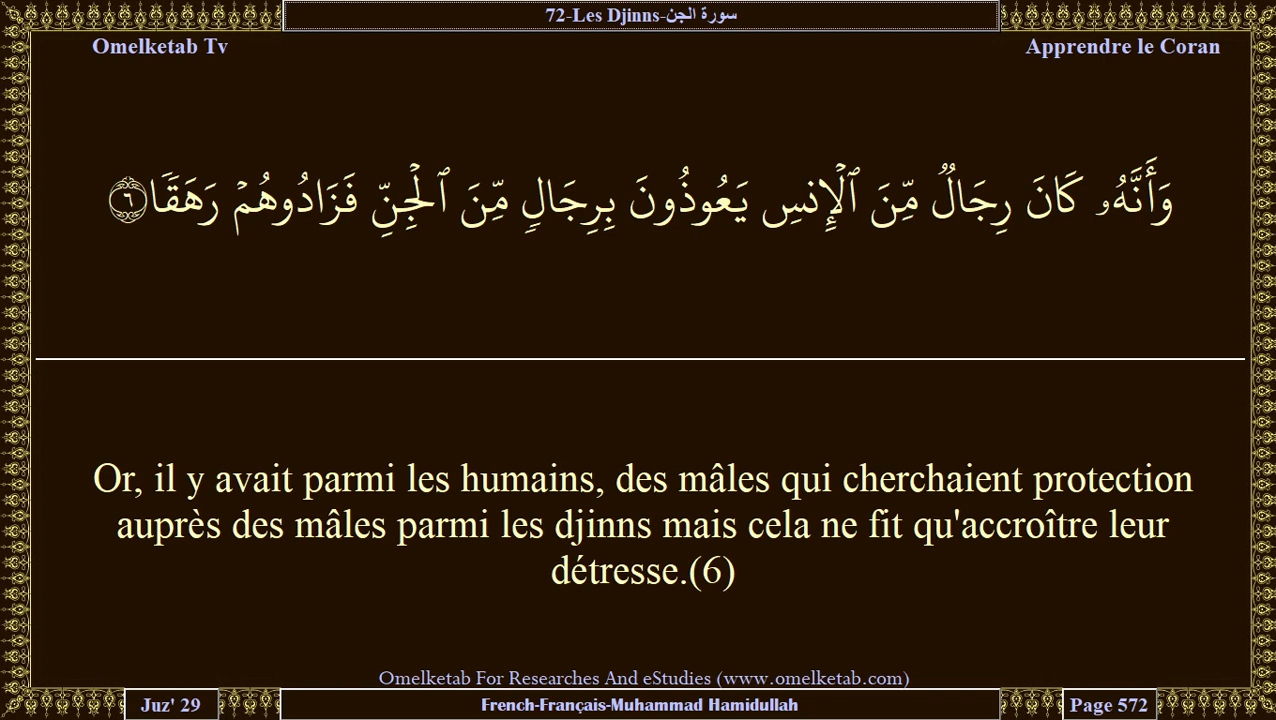 72-Les Djinns-سورة الجن
Omelketab Tv
Apprendre le Coran
وَأَنَّهُۥ كَانَ رِجَالٌۭ مِّنَ ٱلْإِنسِ يَعُوذُونَ بِرِجَالٍۢ مِّنَ ٱلْجِنِّ فَزَادُوهُمْ رَهَقًۭا ٦
Or, il y avait parmi les humains, des mâles qui cherchaient protection
auprès des mâles parmi les djinns mais cela ne fit qu'accroître leur
détresse.(6)
Omelketab For Researches And eStudies (www.omelketab.com)
Juz' 29
French-Français-Muhammad Hamidullah
Page 572